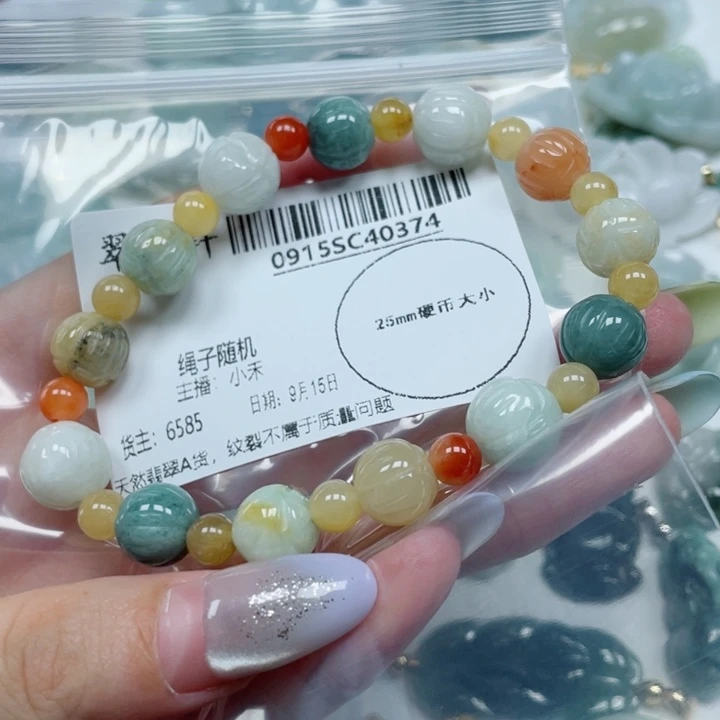 翠
0915SC40374
25mm硬币大小
绳子随机
主播：小禾
日期：9月15日
货主：6585
天然翡翠A货，纹裂不属于质量问题